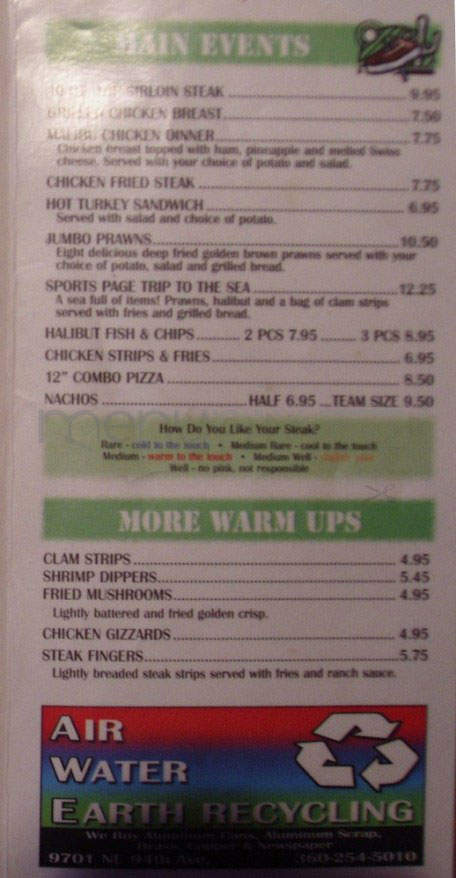 MAIN EVENTS
SIRLOIN STEAK 9.95
GRILLED CHICKEN BREAST 7.50
MALIBU CHICKEN DINNER 7.75
Chicken breast topped with ham, pineapple and melted Swiss
cheese. Served with your choice of potato and salad.
CHICKEN FRIED STEAK 7.75
HOT TURKEY SANDWICH 6.95
Served with salad and choice of potato.
JUMBO PRAWNS 10.50
Eight delicious deep fried golden brown prawns served with your
choice of potato, salad and grilled bread.
SPORTS PAGE TRIP TO THE SEA 12.25
A sea full of items! Prawns, halibut and a bag of clam strips
served with fries and grilled bread.
HALIBUT FISH & CHIPS 2 PCS 7.95 3 PCS 8.95
CHICKEN STRIPS & FRIES 6.95
12" COMBO PIZZA 8.50
NACHOS HALF 6.95 TEAM SIZE 9.50
How Do You Like Your Steak?
Rare - cold to the touch • Medium Rare - cool to the touch
Medium - warm to the touch • Medium Well -
Well - no pink, not responsible
MORE WARM UPS
CLAM STRIPS 4.95
SHRIMP DIPPERS 5.45
FRIED MUSHROOMS 4.95
Lightly battered and fried golden crisp.
CHICKEN GIZZARDS 4.95
STEAK FINGERS 5.75
Lightly breaded steak strips served with fries and ranch sauce.
AIR
WATER
EARTH RECYCLING
We Buy Aluminum Cans, Aluminum Scrap,
Brass, Copper & Newspaper
9701 NE 94th Ave. 360-254-5010